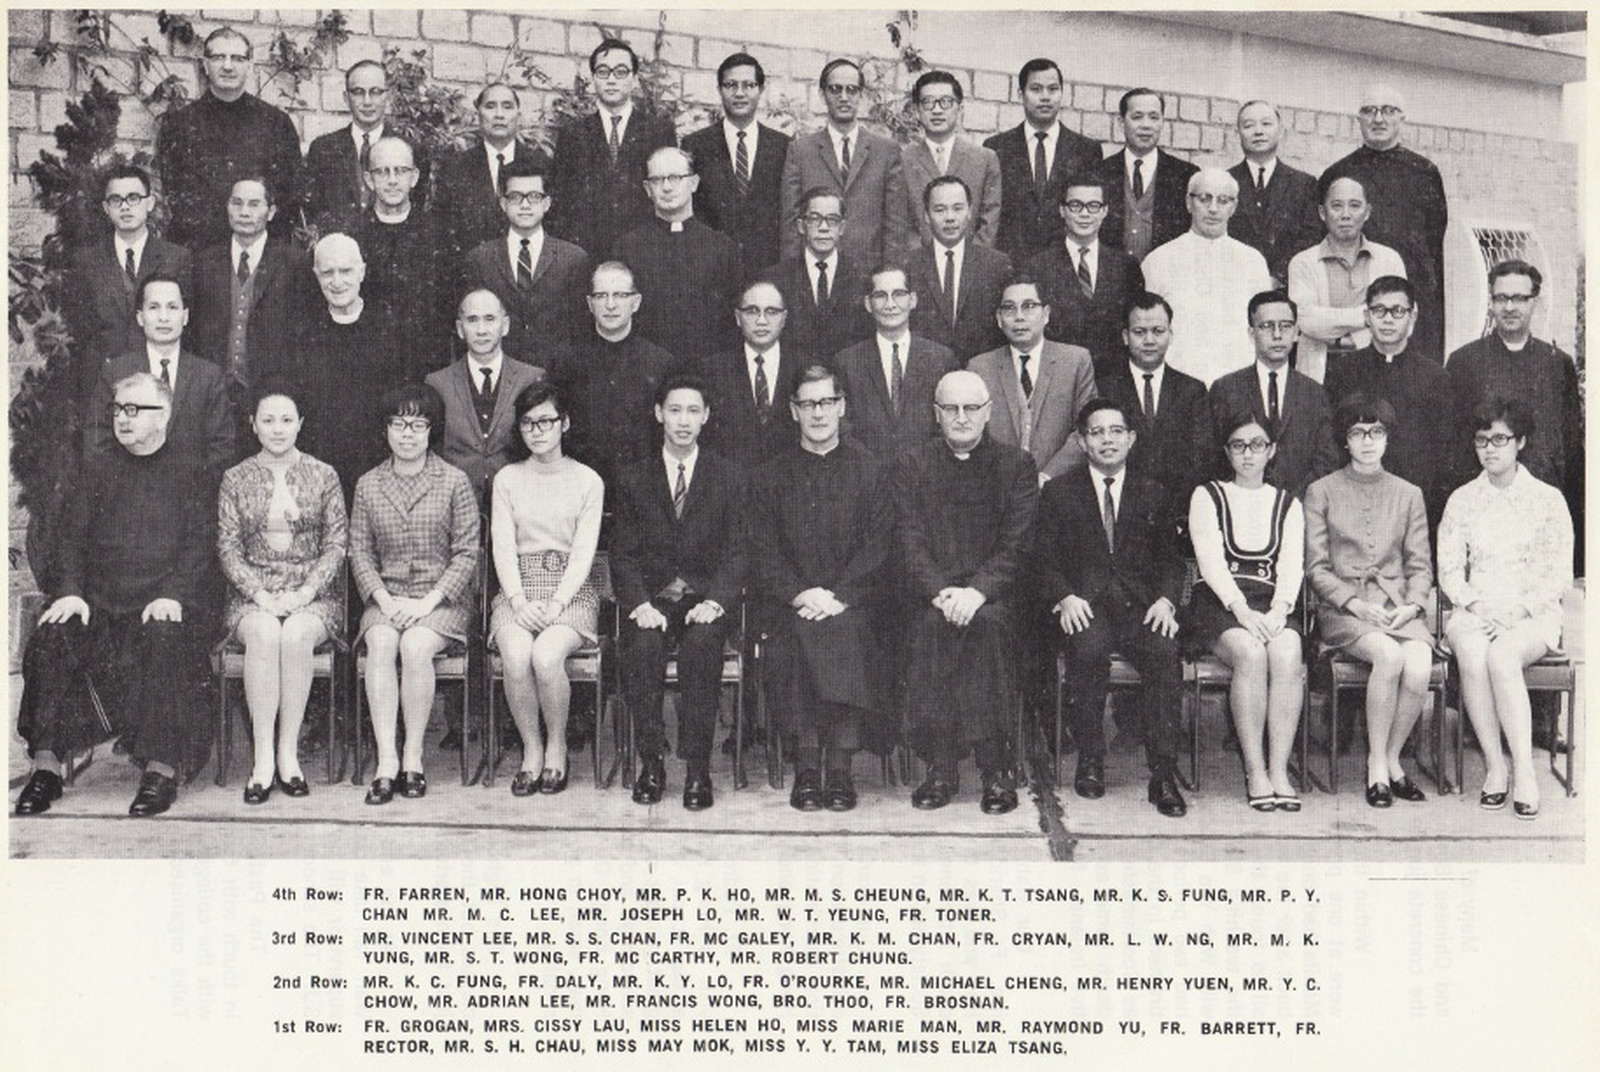 4th Row: FR. FARREN, MR. HONG CHOY, MR. P. K. HO, MR. M. S. CHEUNG, MR. K. T. TSANG, MR. K. S. FUNG, MR. P. Y.
CHAN MR. M. C. LEE, MR. JOSEPH LO, MR. W. T. YEUNG, FR. TONER.
3rd Row: MR. VINCENT LEE, MR. S. S. CHAN, FR. MC GALEY, MR. K. M. CHAN, FR. CRYAN, MR. L. W. NG, MR. M. K.
YUNG, MR. S. T. WONG, FR. MC CARTHY, MR. ROBERT CHUNG.
2nd Row: MR. K. C. FUNG, FR. DALY, MR. K. Y. LO, FR. O'ROURKE, MR. MICHAEL CHENG, MR. HENRY YUEN, MR. Y. C.
CHOW, MR. ADRIAN LEE, MR. FRANCIS WONG, BRO. THOO, FR. BROSNAN.
1st Row: FR. GROGAN, MRS. CISSY LAU, MISS HELEN HO, MISS MARIE MAN, MR. RAYMOND YU, FR. BARRETT, FR.
RECTOR, MR. S. H. CHAU, MISS MAY MOK, MISS Y. Y. TAM, MISS ELIZA TSANG.